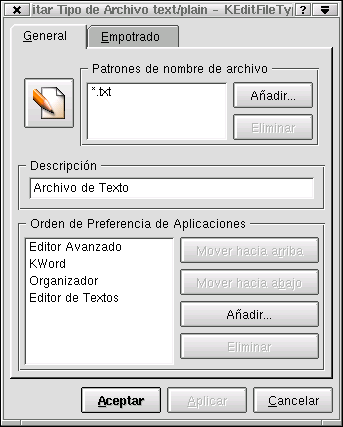 itar Tipo de Archivo text/plain - KEditFileTy
General
Empotrado
Patrones de nombre de archivo
*.txt
Añadir...
Eliminar
Descripción
Archivo de Texto
Orden de Preferencia de Aplicaciones
Editor Avanzado
KWord
Organizador
Editor de Textos
Mover hacia arriba
Mover hacia abajo
Añadir...
Eliminar
Aceptar
Aplicar
Cancelar